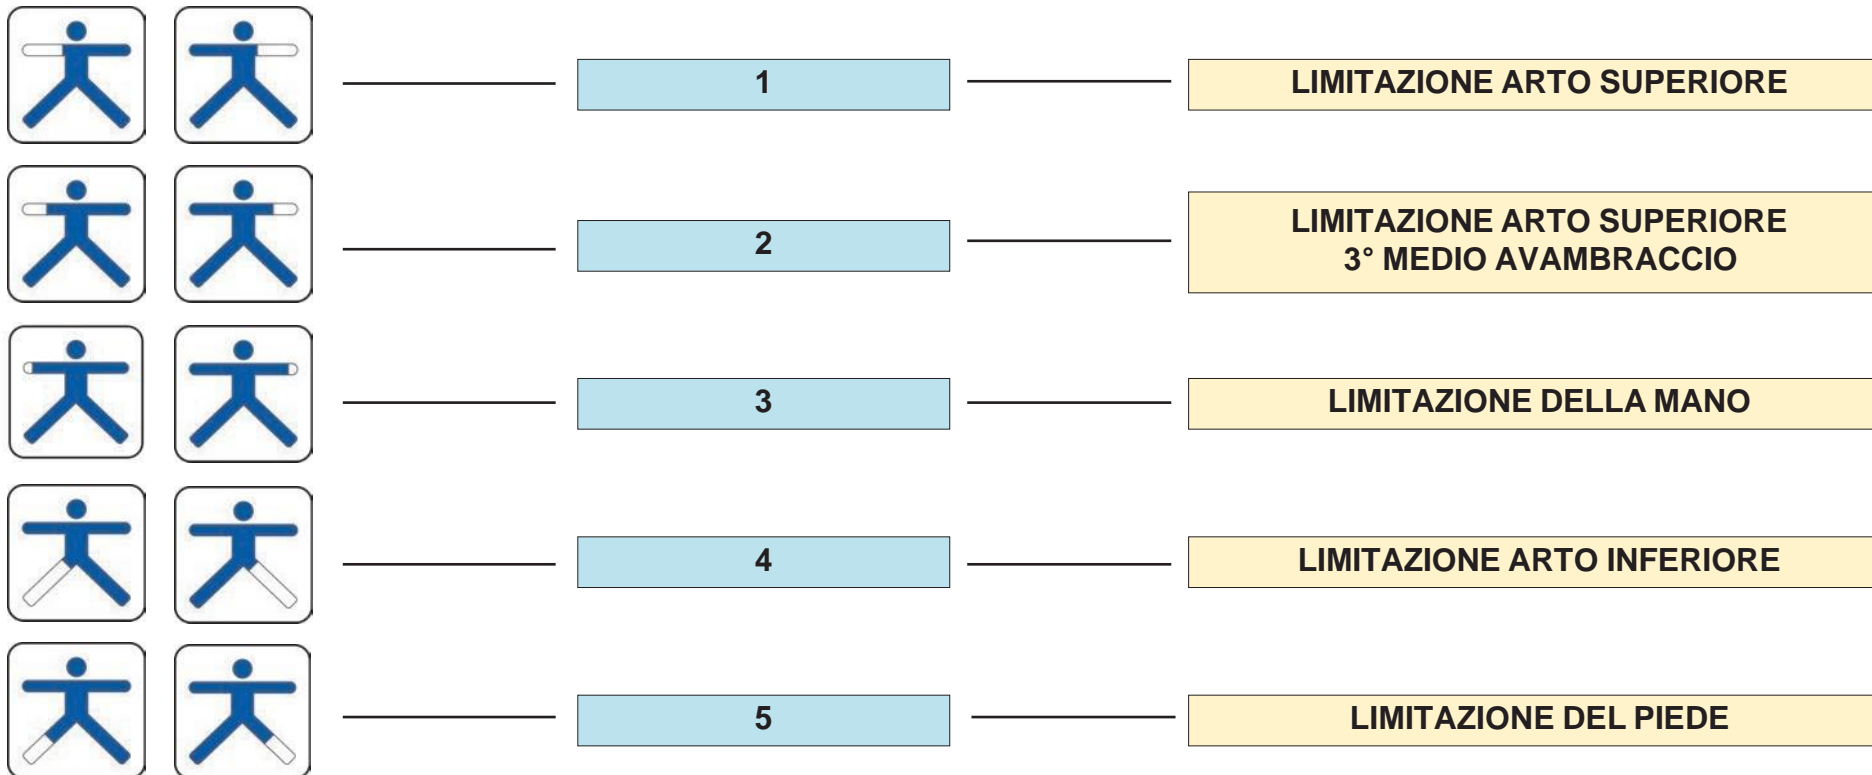 1
LIMITAZIONE ARTO SUPERIORE
2
LIMITAZIONE ARTO SUPERIORE
3° MEDIO AVAMBRACCIO
3
LIMITAZIONE DELLA MANO
4
LIMITAZIONE ARTO INFERIORE
5
LIMITAZIONE DEL PIEDE